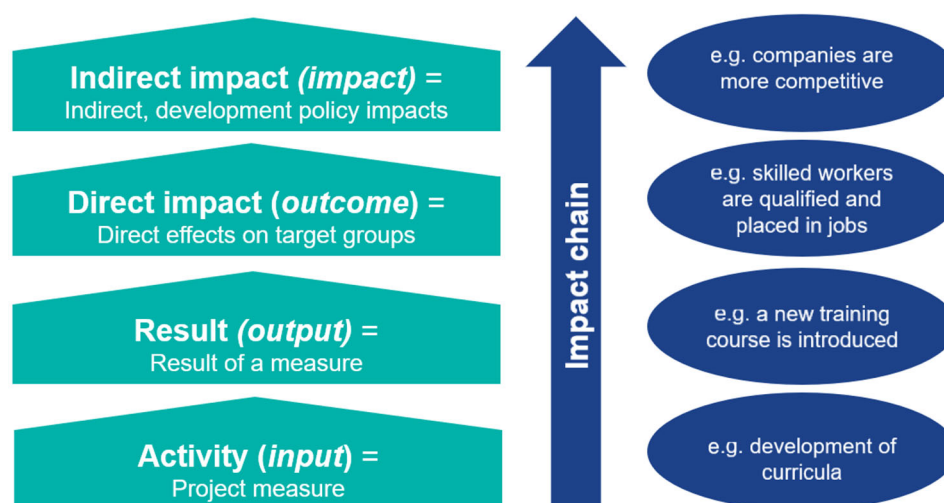 Indirect impact (impact) =
Indirect, development policy impacts
e.g. companies are
more competitive
Direct impact (outcome) =
Direct effects on target groups
e.g. skilled workers
are qualified and
placed in jobs
Impact chain
Result (output) =
Result of a measure
e.g. a new training
course is introduced
Activity (input) =
Project measure
e.g. development of
curricula